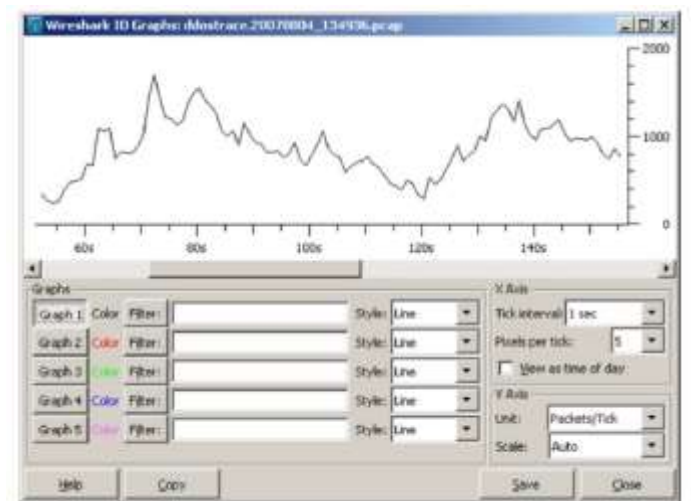 Wireshark IO Graphs: ddostrace.20070804_134936.pcap
2000
1000
0
60s 80s 100s 120s 140s
Graphs
Graph 1 Color Filter: Style: Line
Graph 2 Color Filter: Style: Line
Graph 3 Color Filter: Style: Line
Graph 4 Color Filter: Style: Line
Graph 5 Color Filter: Style: Line
X Axis
Tick interval: 1 sec
Pixels per tick: 5
View as time of day
Y Axis
Unit: Packets/Tick
Scale: Auto
Help Copy Save Close